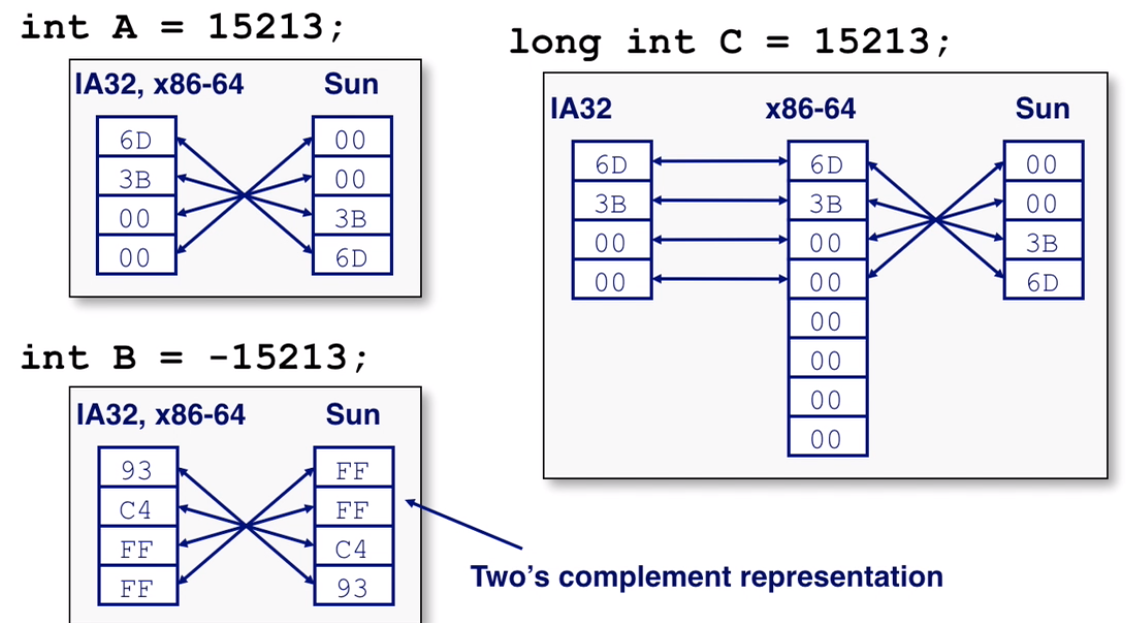 int A = 15213;
IA32, x86-64 Sun
6D 00
3B 00
00 3B
00 6D
int B = -15213;
IA32, x86-64 Sun
93 FF
C4 FF
FF C4
FF 93
Two's complement representation
long int C = 15213;
IA32 x86-64 Sun
6D 6D 00
3B 3B 00
00 00 3B
00 00 6D
00
00
00
00